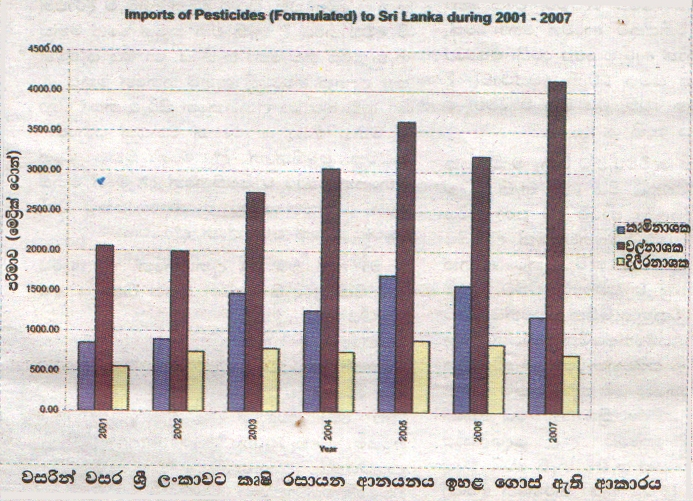 Imports of Pesticides (Formulated) to Sri Lanka during 2001 - 2007
4500.00
4000.00
3500.00
3000.00
2500.00
2000.00
1500.00
1000.00
500.00
0.00
පරිමාව (මෙට්‍රික් ටොන්)
2001
2002
2003
2004
2005
2006
2007
Year
කෘමිනාශක
වල්නාශක
දිලීරනාශක
වසරින් වසර ශ්‍රී ලංකාවට කෘෂි රසායන ආනයනය ඉහළ ගොස් ඇති ආකාරය